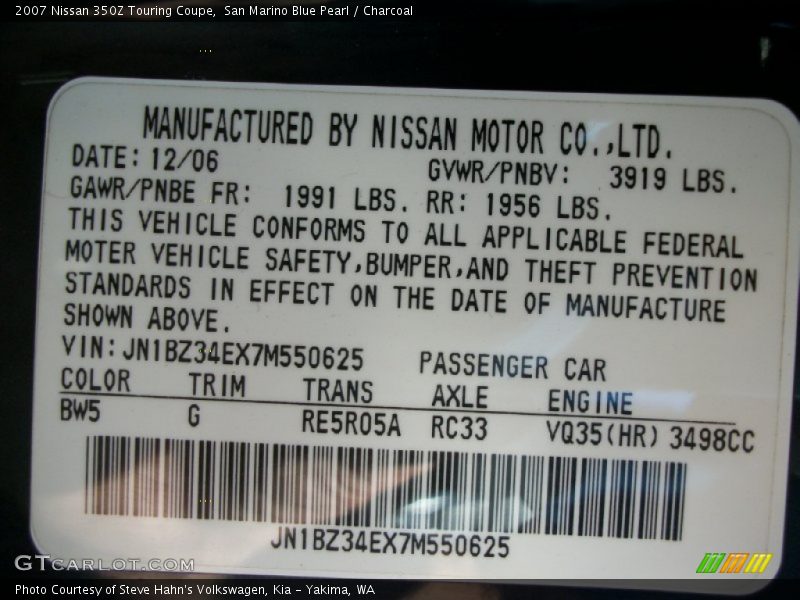 2007 Nissan 350Z Touring Coupe,  San Marino Blue Pearl / Charcoal
MANUFACTURED BY NISSAN MOTOR CO.,LTD.
DATE: 12/06 GVWR/PNBV: 3919 LBS.
GAWR/PNBE FR: 1991 LBS. RR: 1956 LBS.
THIS VEHICLE CONFORMS TO ALL APPLICABLE FEDERAL
MOTER VEHICLE SAFETY,BUMPER,AND THEFT PREVENTION
STANDARDS IN EFFECT ON THE DATE OF MANUFACTURE
SHOWN ABOVE.
VIN: JN1BZ34EX7M550625 PASSENGER CAR
COLOR TRIM TRANS AXLE ENGINE
BW5 G RE5R05A RC33 VQ35(HR) 3498CC
JN1BZ34EX7M550625
GTCARLOT.COM
Photo Courtesy of Steve Hahn's Volkswagen, Kia - Yakima, WA